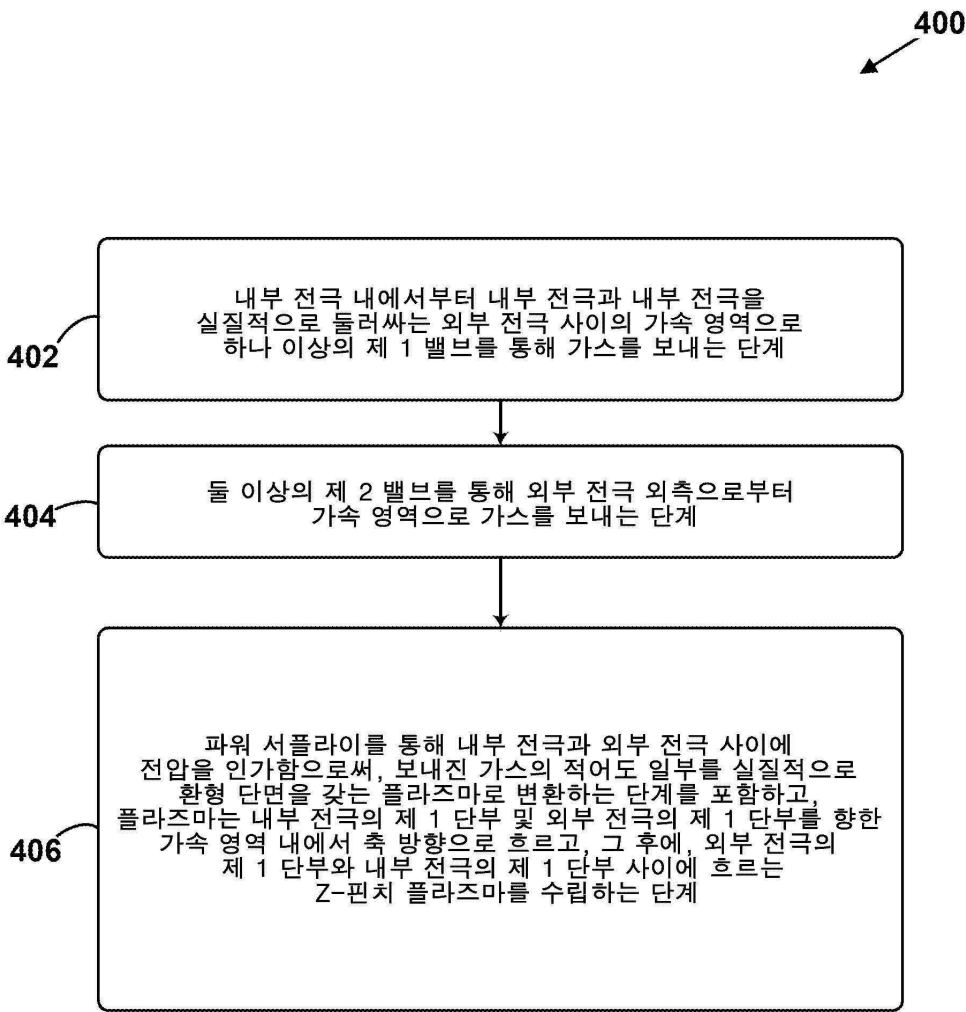 400
402
내부 전극 내에서부터 내부 전극과 내부 전극을
실질적으로 둘러싸는 외부 전극 사이의 가속 영역으로
하나 이상의 제 1 밸브를 통해 가스를 보내는 단계
404
둘 이상의 제 2 밸브를 통해 외부 전극 외측으로부터
가속 영역으로 가스를 보내는 단계
406
파워 서플라이를 통해 내부 전극과 외부 전극 사이에
전압을 인가함으로써, 보내진 가스의 적어도 일부를 실질적으로
환형 단면을 갖는 플라즈마로 변환하는 단계를 포함하고,
플라즈마는 내부 전극의 제 1 단부 및 외부 전극의 제 1 단부를 향한
가속 영역 내에서 축 방향으로 흐르고, 그 후에, 외부 전극의
제 1 단부와 내부 전극의 제 1 단부 사이에 흐르는
Z-핀치 플라즈마를 수립하는 단계